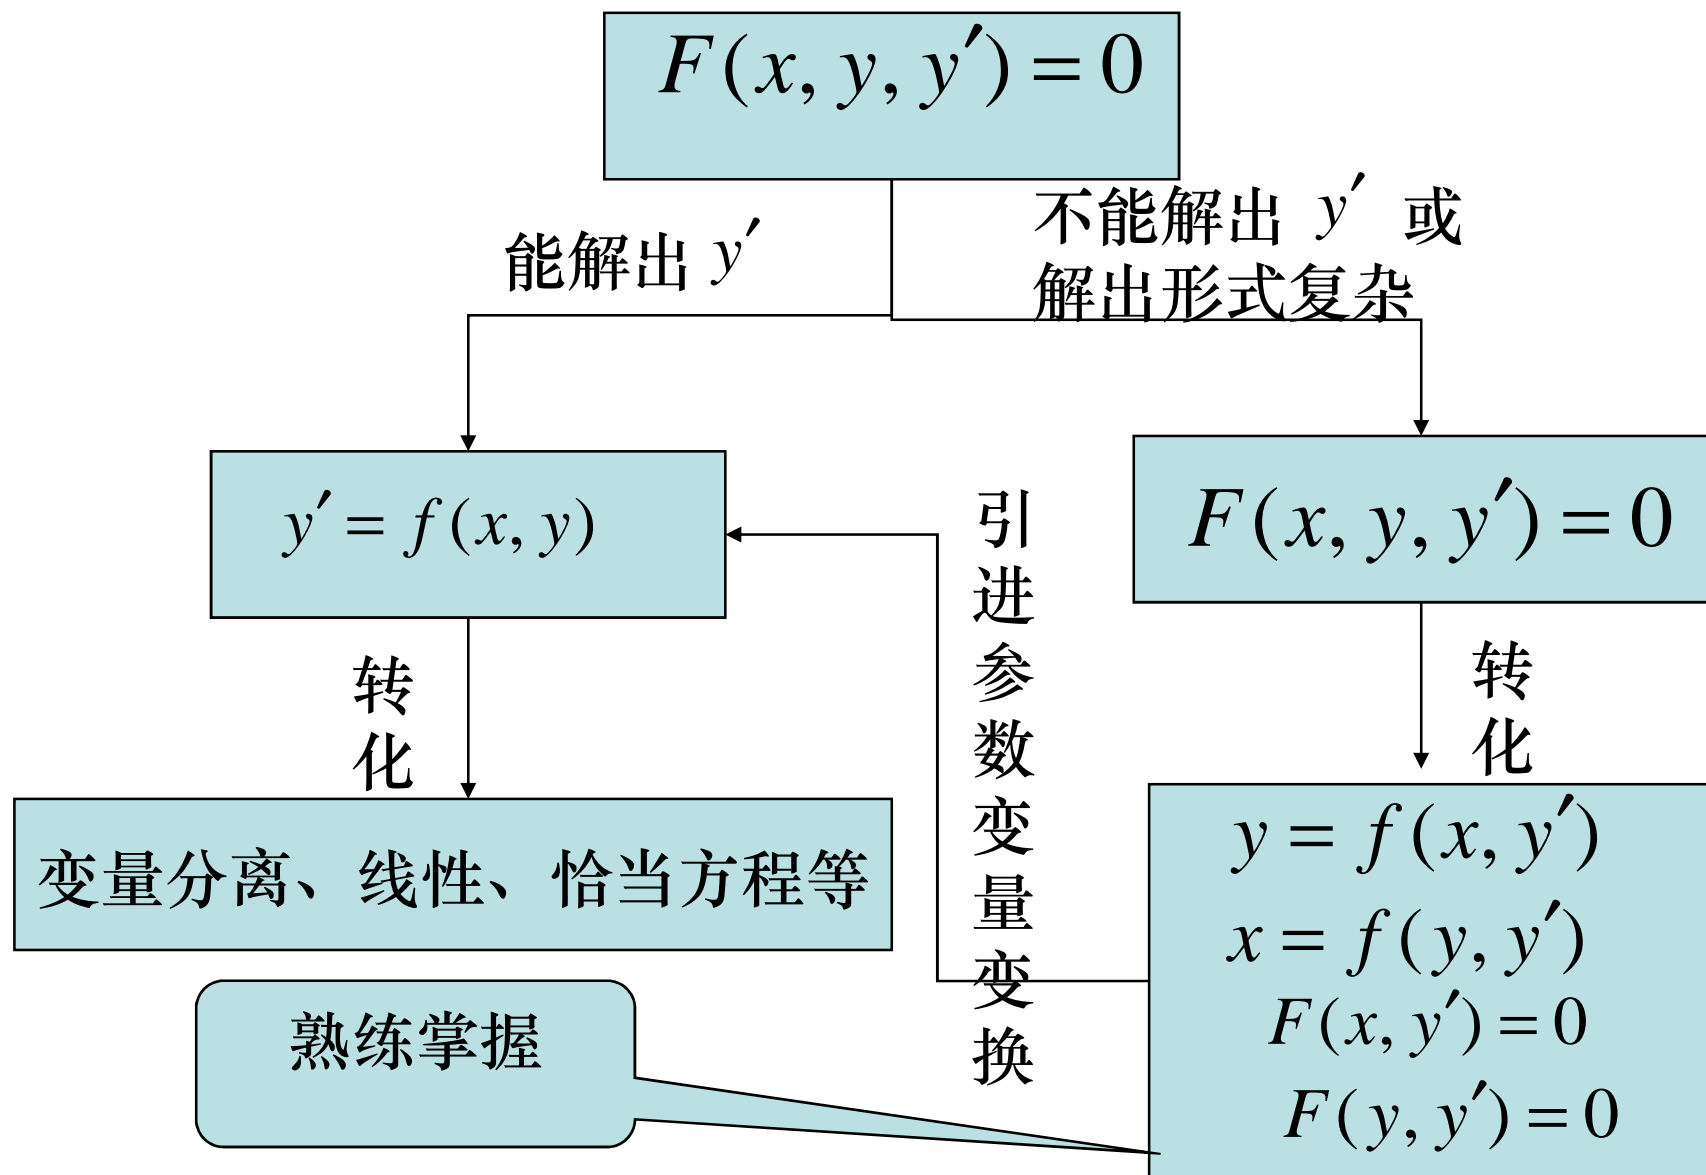 F(x, y, y′) = 0
能解出 y′
不能解出 y′ 或
解出形式复杂
y′ = f(x, y)
F(x, y, y′) = 0
引进参数变量变换
转化
转化
变量分离、线性、恰当方程等
y = f(x, y′)
x = f(y, y′)
F(x, y′) = 0
F(y, y′) = 0
熟练掌握